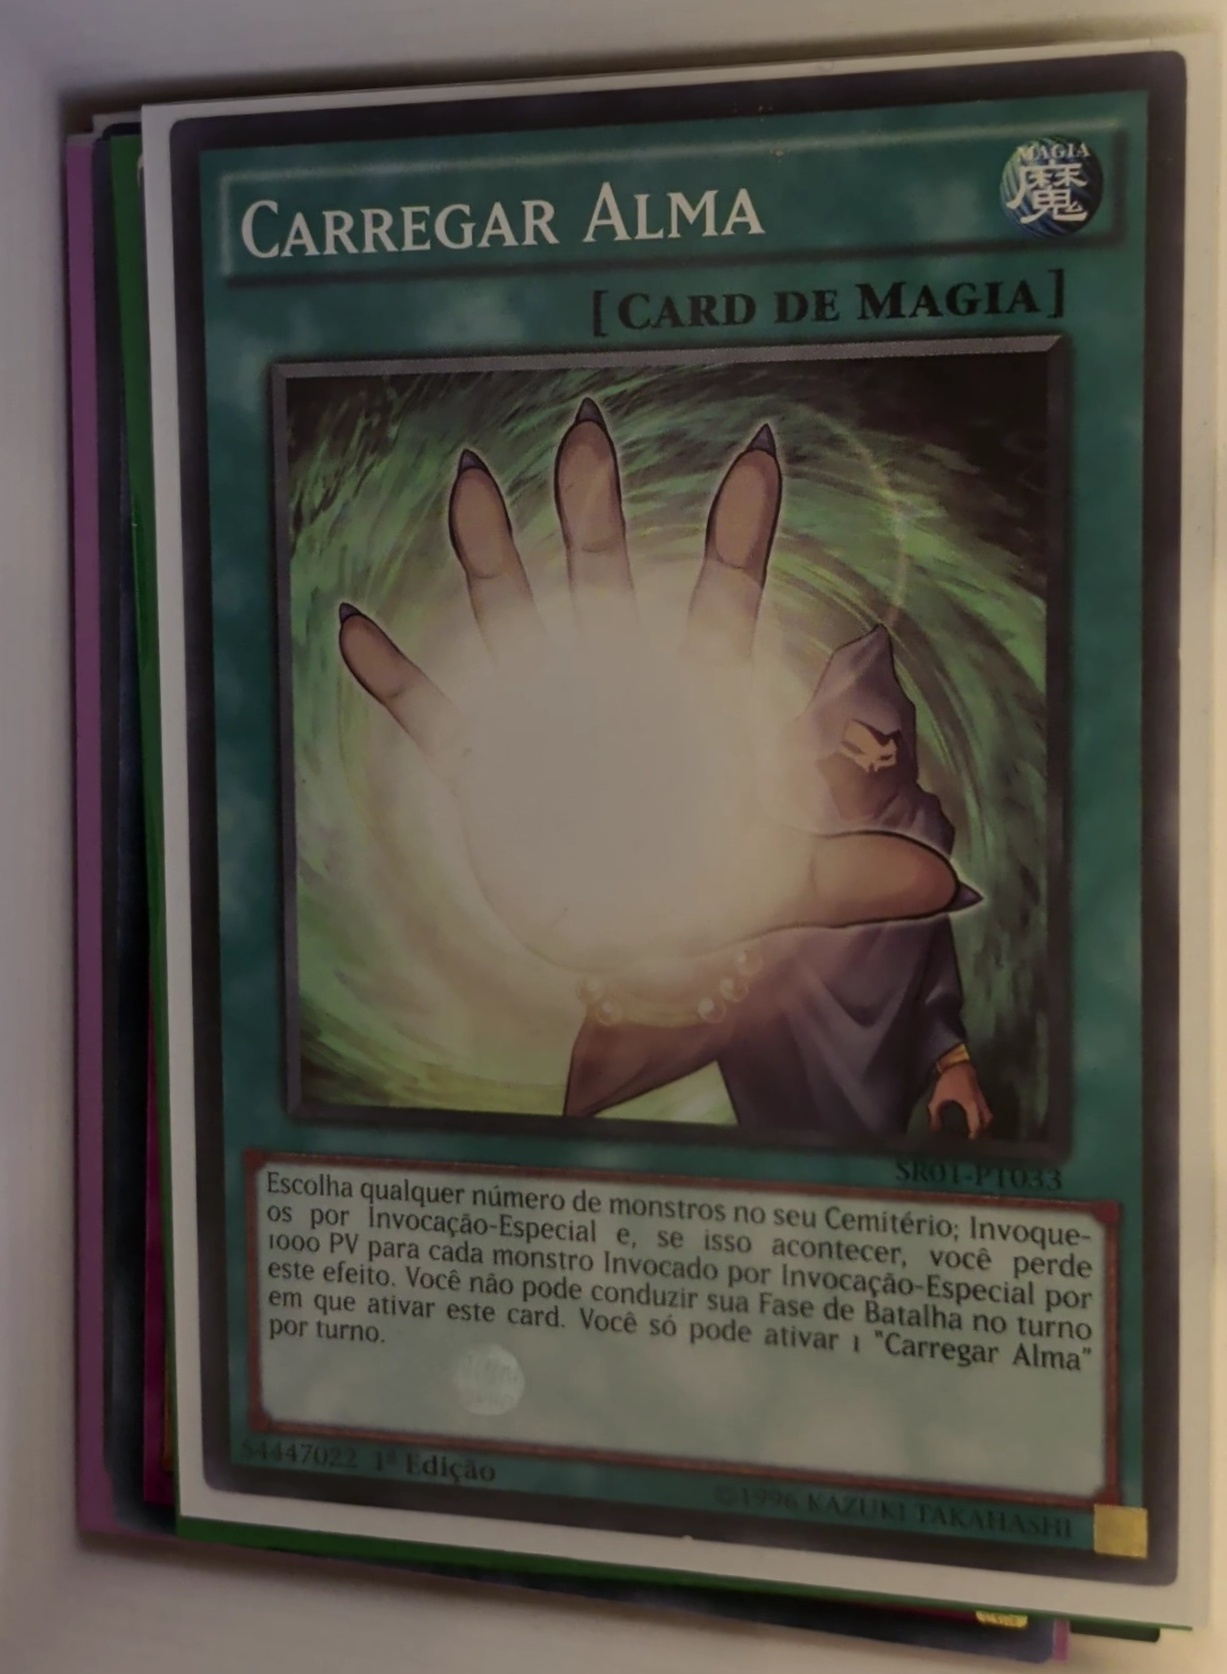 CARREGAR ALMA
MAGIA
魔
[CARD DE MAGIA]
SR01-PT033
Escolha qualquer número de monstros no seu Cemitério; Invoque-
os por Invocação-Especial e, se isso acontecer, você perde
1000 PV para cada monstro Invocado por Invocação-Especial por
este efeito. Você não pode conduzir sua Fase de Batalha no turno
em que ativar este card. Você só pode ativar 1 "Carregar Alma"
por turno.
54447022 1ª Edição
©1996 KAZUKI TAKAHASHI